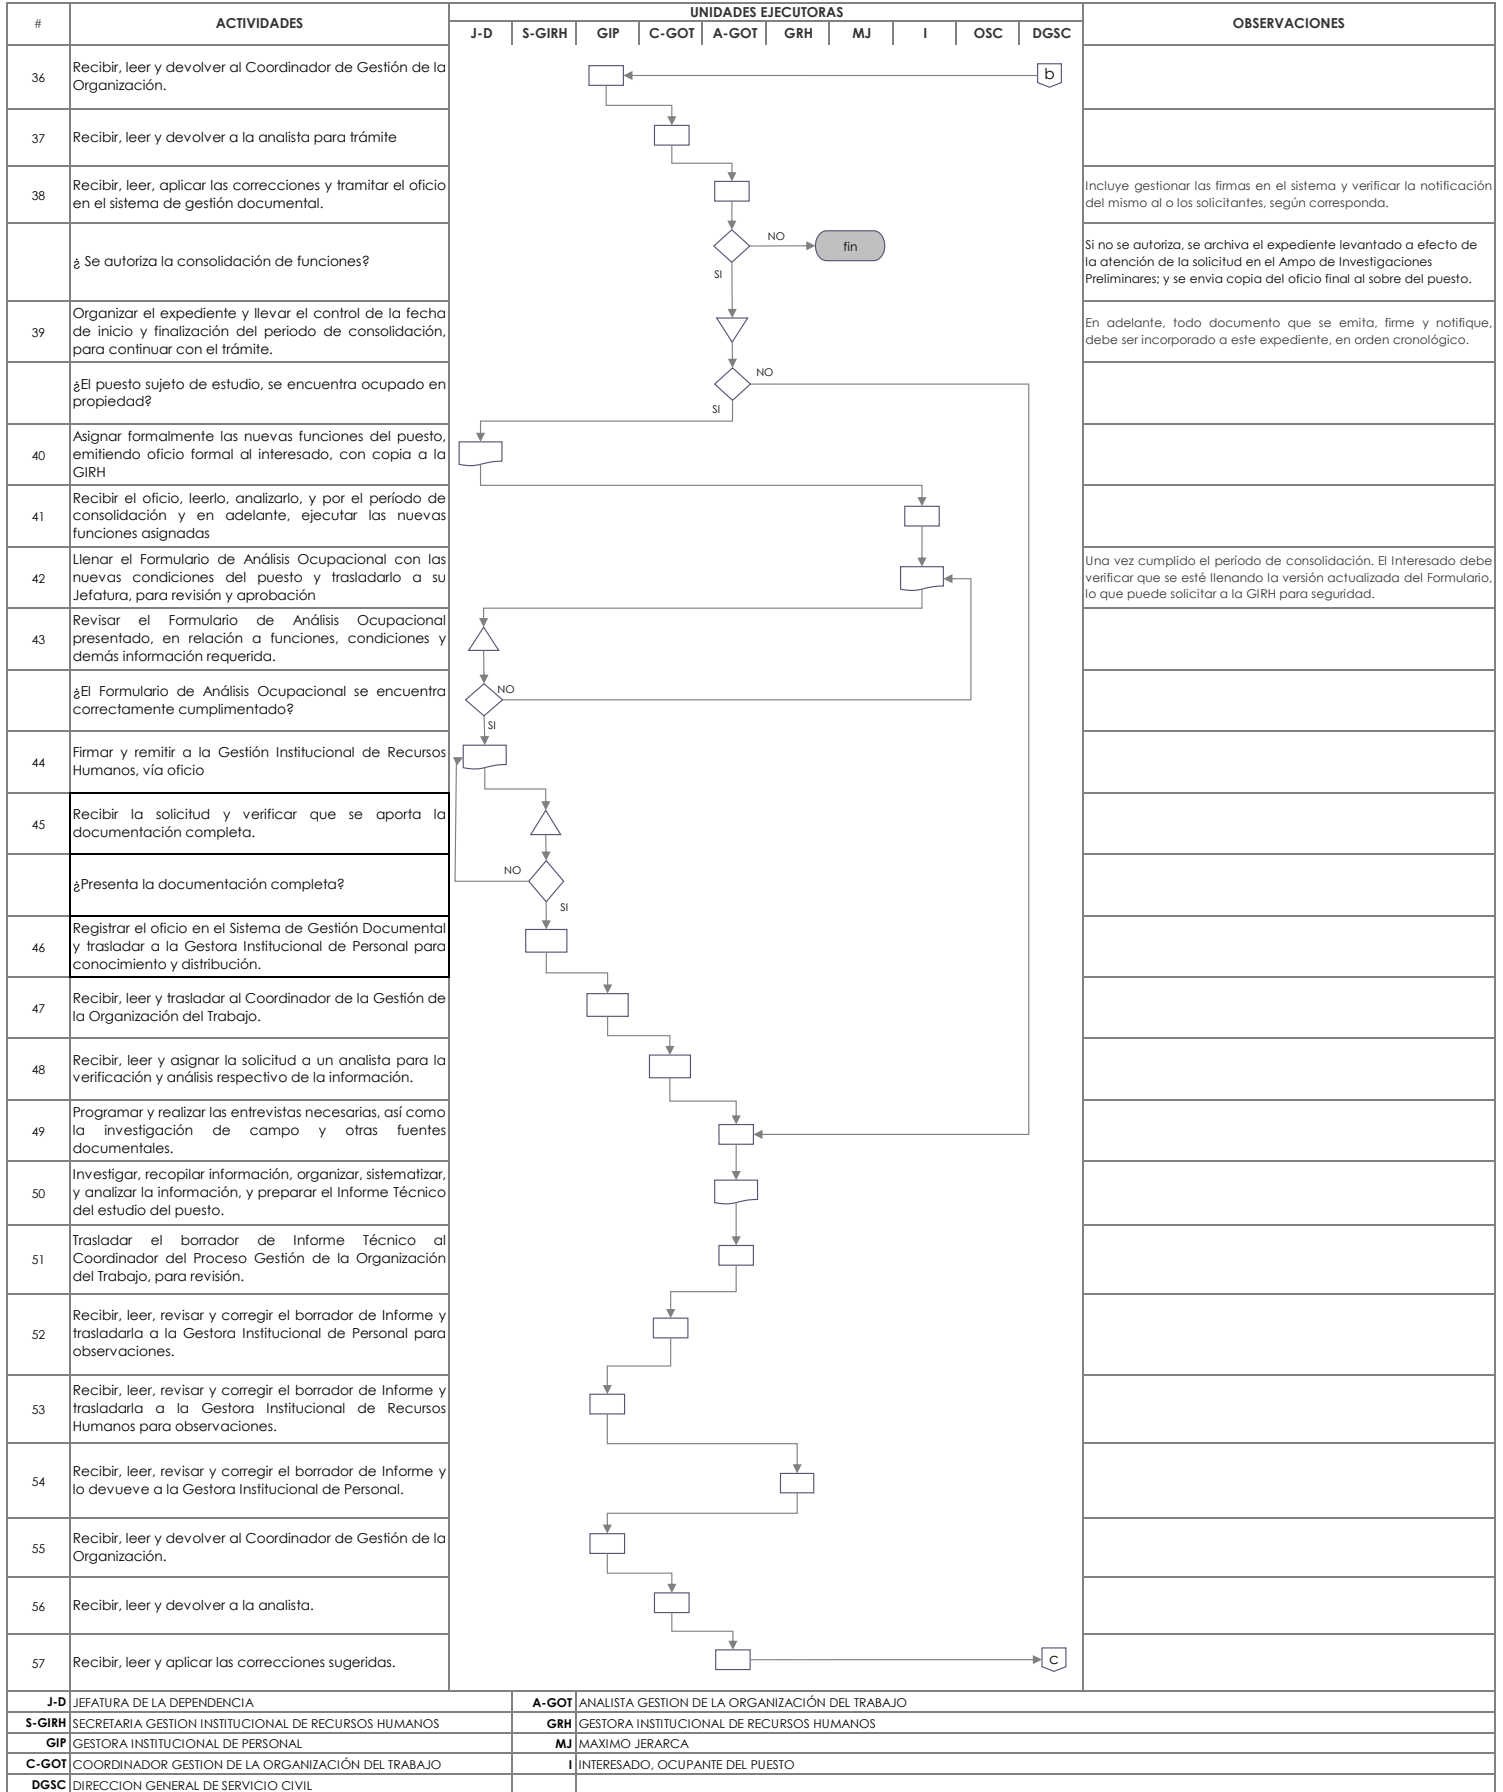 # ACTIVIDADES UNIDADES EJECUTORAS OBSERVACIONES
J-D S-GIRH GIP C-GOT A-GOT GRH MJ I OSC DGSC
36 Recibir, leer y devolver al Coordinador de Gestión de la
Organización.
b
37 Recibir, leer y devolver a la analista para trámite
38 Recibir, leer, aplicar las correcciones y tramitar el oficio
en el sistema de gestión documental.
Incluye gestionar las firmas en el sistema y verificar la notificación
del mismo al o los solicitantes, según corresponda.
¿ Se autoriza la consolidación de funciones?
NO
fin
SI
Si no se autoriza, se archiva el expediente levantado a efecto de
la atención de la solicitud en el Ampo de Investigaciones
Preliminares; y se envia copia del oficio final al sobre del puesto.
39 Organizar el expediente y llevar el control de la fecha
de inicio y finalización del periodo de consolidación,
para continuar con el trámite.
En adelante, todo documento que se emita, firme y notifique,
debe ser incorporado a este expediente, en orden cronológico.
¿El puesto sujeto de estudio, se encuentra ocupado en
propiedad?
NO
SI
40 Asignar formalmente las nuevas funciones del puesto,
emitiendo oficio formal al interesado, con copia a la
GIRH
41 Recibir el oficio, leerlo, analizarlo, y por el período de
consolidación y en adelante, ejecutar las nuevas
funciones asignadas
42 Llenar el Formulario de Análisis Ocupacional con las
nuevas condiciones del puesto y trasladarlo a su
Jefatura, para revisión y aprobación
Una vez cumplido el período de consolidación. El Interesado debe
verificar que se esté llenando la versión actualizada del Formulario,
lo que puede solicitar a la GIRH para seguridad.
43 Revisar el Formulario de Análisis Ocupacional
presentado, en relación a funciones, condiciones y
demás información requerida.
¿El Formulario de Análisis Ocupacional se encuentra
correctamente cumplimentado?
NO
SI
44 Firmar y remitir a la Gestión Institucional de Recursos
Humanos, vía oficio
45 Recibir la solicitud y verificar que se aporta la
documentación completa.
¿Presenta la documentación completa?
NO
SI
46 Registrar el oficio en el Sistema de Gestión Documental
y trasladar a la Gestora Institucional de Personal para
conocimiento y distribución.
47 Recibir, leer y trasladar al Coordinador de la Gestión de
la Organización del Trabajo.
48 Recibir, leer y asignar la solicitud a un analista para la
verificación y análisis respectivo de la información.
49 Programar y realizar las entrevistas necesarias, así como
la investigación de campo y otras fuentes
documentales.
50 Investigar, recopilar información, organizar, sistematizar,
y analizar la información, y preparar el Informe Técnico
del estudio del puesto.
51 Trasladar el borrador de Informe Técnico al
Coordinador del Proceso Gestión de la Organización
del Trabajo, para revisión.
52 Recibir, leer, revisar y corregir el borrador de Informe y
trasladarla a la Gestora Institucional de Personal para
observaciones.
53 Recibir, leer, revisar y corregir el borrador de Informe y
trasladarla a la Gestora Institucional de Recursos
Humanos para observaciones.
54 Recibir, leer, revisar y corregir el borrador de Informe y
lo devueve a la Gestora Institucional de Personal.
55 Recibir, leer y devolver al Coordinador de Gestión de la
Organización.
56 Recibir, leer y devolver a la analista.
57 Recibir, leer y aplicar las correcciones sugeridas.
c
J-D JEFATURA DE LA DEPENDENCIA A-GOT ANALISTA GESTION DE LA ORGANIZACIÓN DEL TRABAJO
S-GIRH SECRETARIA GESTION INSTITUCIONAL DE RECURSOS HUMANOS GRH GESTORA INSTITUCIONAL DE RECURSOS HUMANOS
GIP GESTORA INSTITUCIONAL DE PERSONAL MJ MAXIMO JERARCA
C-GOT COORDINADOR GESTION DE LA ORGANIZACIÓN DEL TRABAJO I INTERESADO, OCUPANTE DEL PUESTO
DGSC DIRECCION GENERAL DE SERVICIO CIVIL